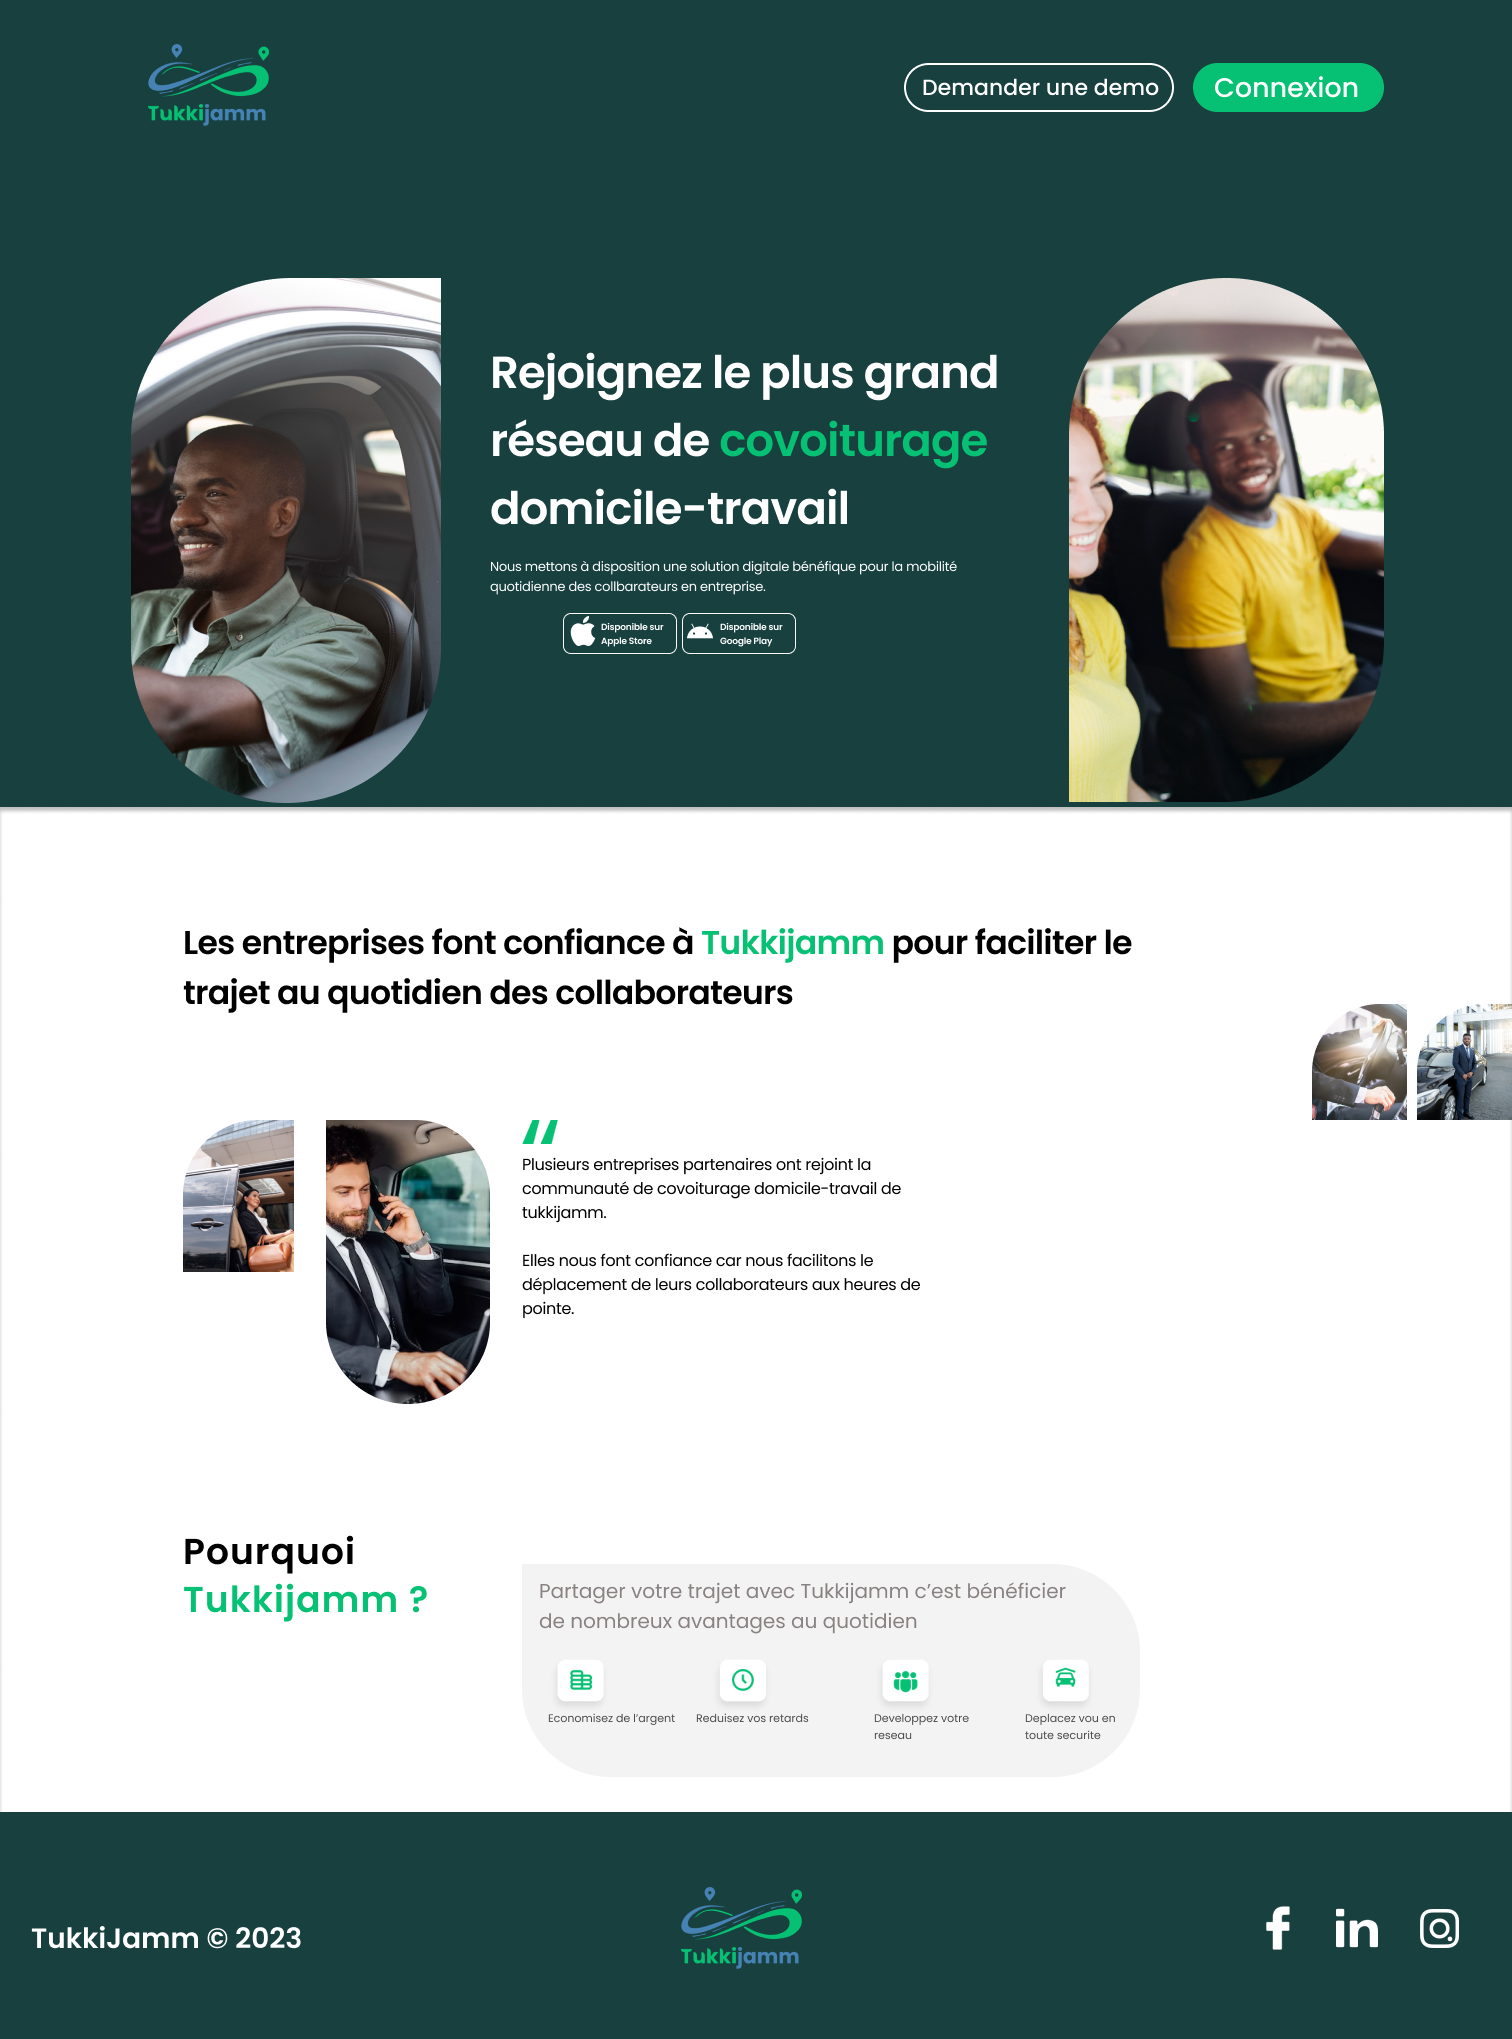 Tukkijamm
Demander une demo
Connexion
Rejoignez le plus grand
réseau de covoiturage
domicile-travail
Nous mettons à disposition une solution digitale bénéfique pour la mobilité
quotidienne des collbarateurs en entreprise.
Disponible sur
Apple Store
Disponible sur
Google Play
Les entreprises font confiance à Tukkijamm pour faciliter le
trajet au quotidien des collaborateurs
Plusieurs entreprises partenaires ont rejoint la
communauté de covoiturage domicile-travail de
tukkijamm.
Elles nous font confiance car nous facilitons le
déplacement de leurs collaborateurs aux heures de
pointe.
Pourquoi
Tukkijamm ?
Partager votre trajet avec Tukkijamm c’est bénéficier
de nombreux avantages au quotidien
Economisez de l’argent
Reduisez vos retards
Developpez votre
reseau
Deplacez vou en
toute securite
TukkiJamm © 2023
Tukkijamm